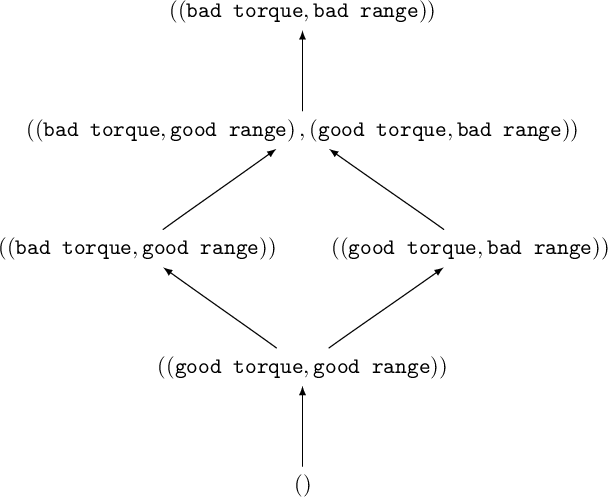 ((bad torque, bad range))
((bad torque, good range) , (good torque, bad range))
((bad torque, good range)) ((good torque, bad range))
((good torque, good range))
()